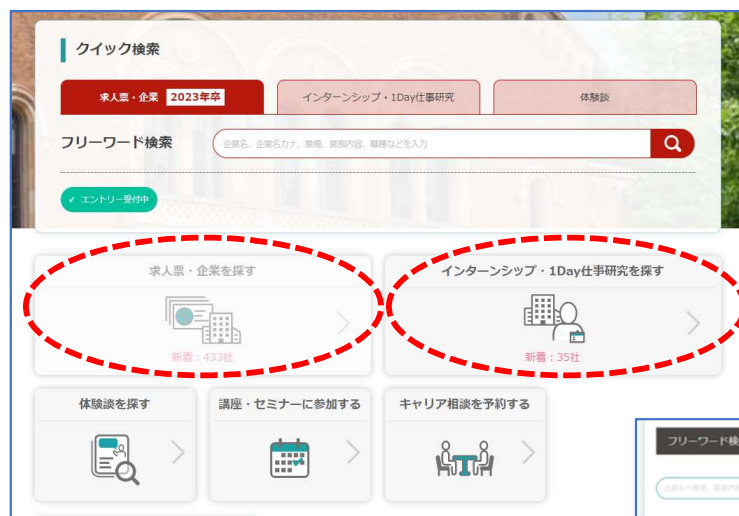 クイック検索
求人票・企業 2023年卒
インターンシップ・1Day仕事研究
体験談
フリーワード検索
企業名、企業名カナ、業種、業務内容、職種などを入力
✓ エントリー受付中
求人票・企業を探す
インターンシップ・1Day仕事研究を探す
新着：433社
新着：35社
体験談を探す
講座・セミナーに参加する
キャリア相談を予約する
フリーワード検